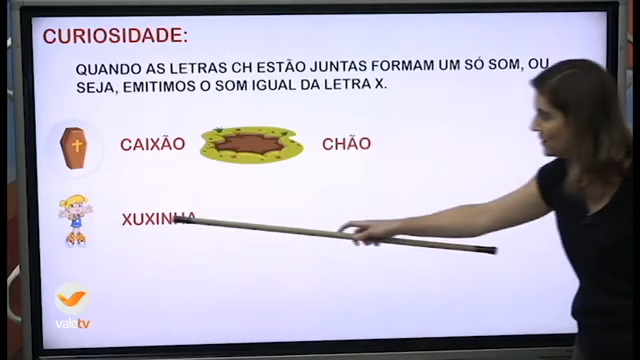 CURIOSIDADE:
QUANDO AS LETRAS CH ESTÃO JUNTAS FORMAM UM SÓ SOM, OU
SEJA, EMITIMOS O SOM IGUAL DA LETRA X.
CAIXÃO CHÃO
XUXINHA
valetv